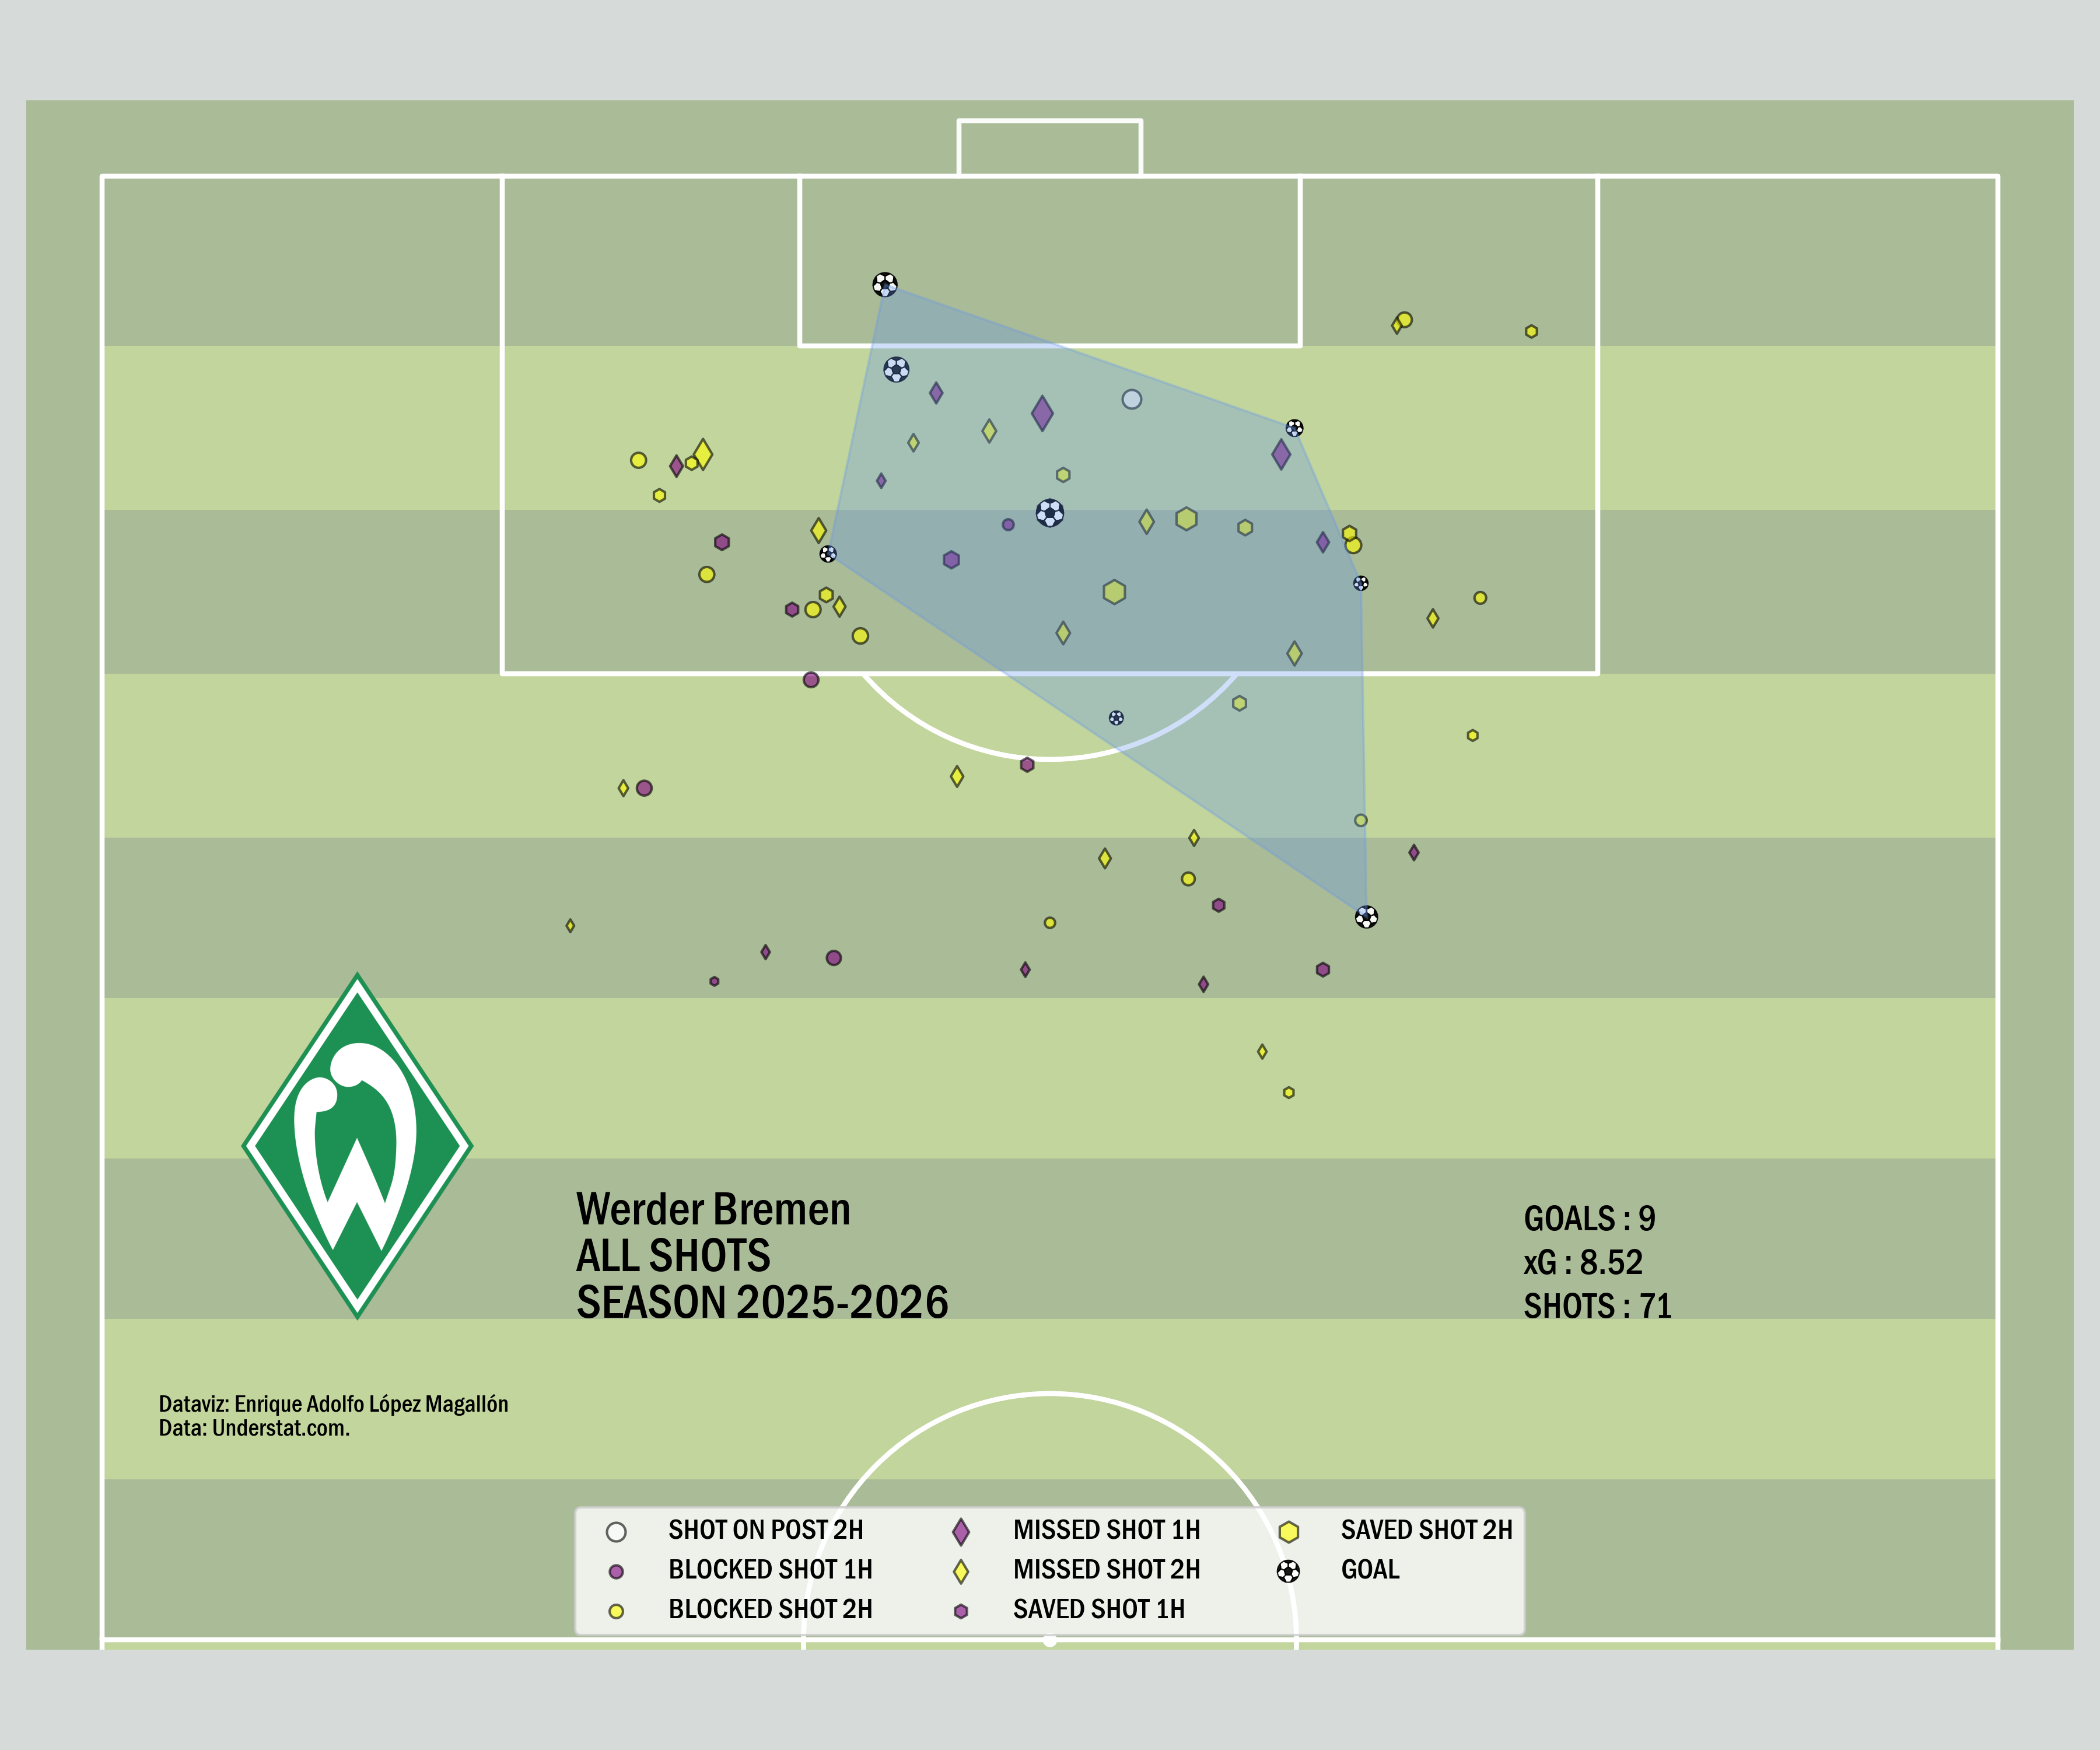 Werder Bremen
ALL SHOTS
SEASON 2025-2026
GOALS : 9
xG : 8.52
SHOTS : 71
Dataviz: Enrique Adolfo López Magallón
Data: Understat.com.
SHOT ON POST 2H
BLOCKED SHOT 1H
BLOCKED SHOT 2H
MISSED SHOT 1H
MISSED SHOT 2H
SAVED SHOT 1H
SAVED SHOT 2H
GOAL